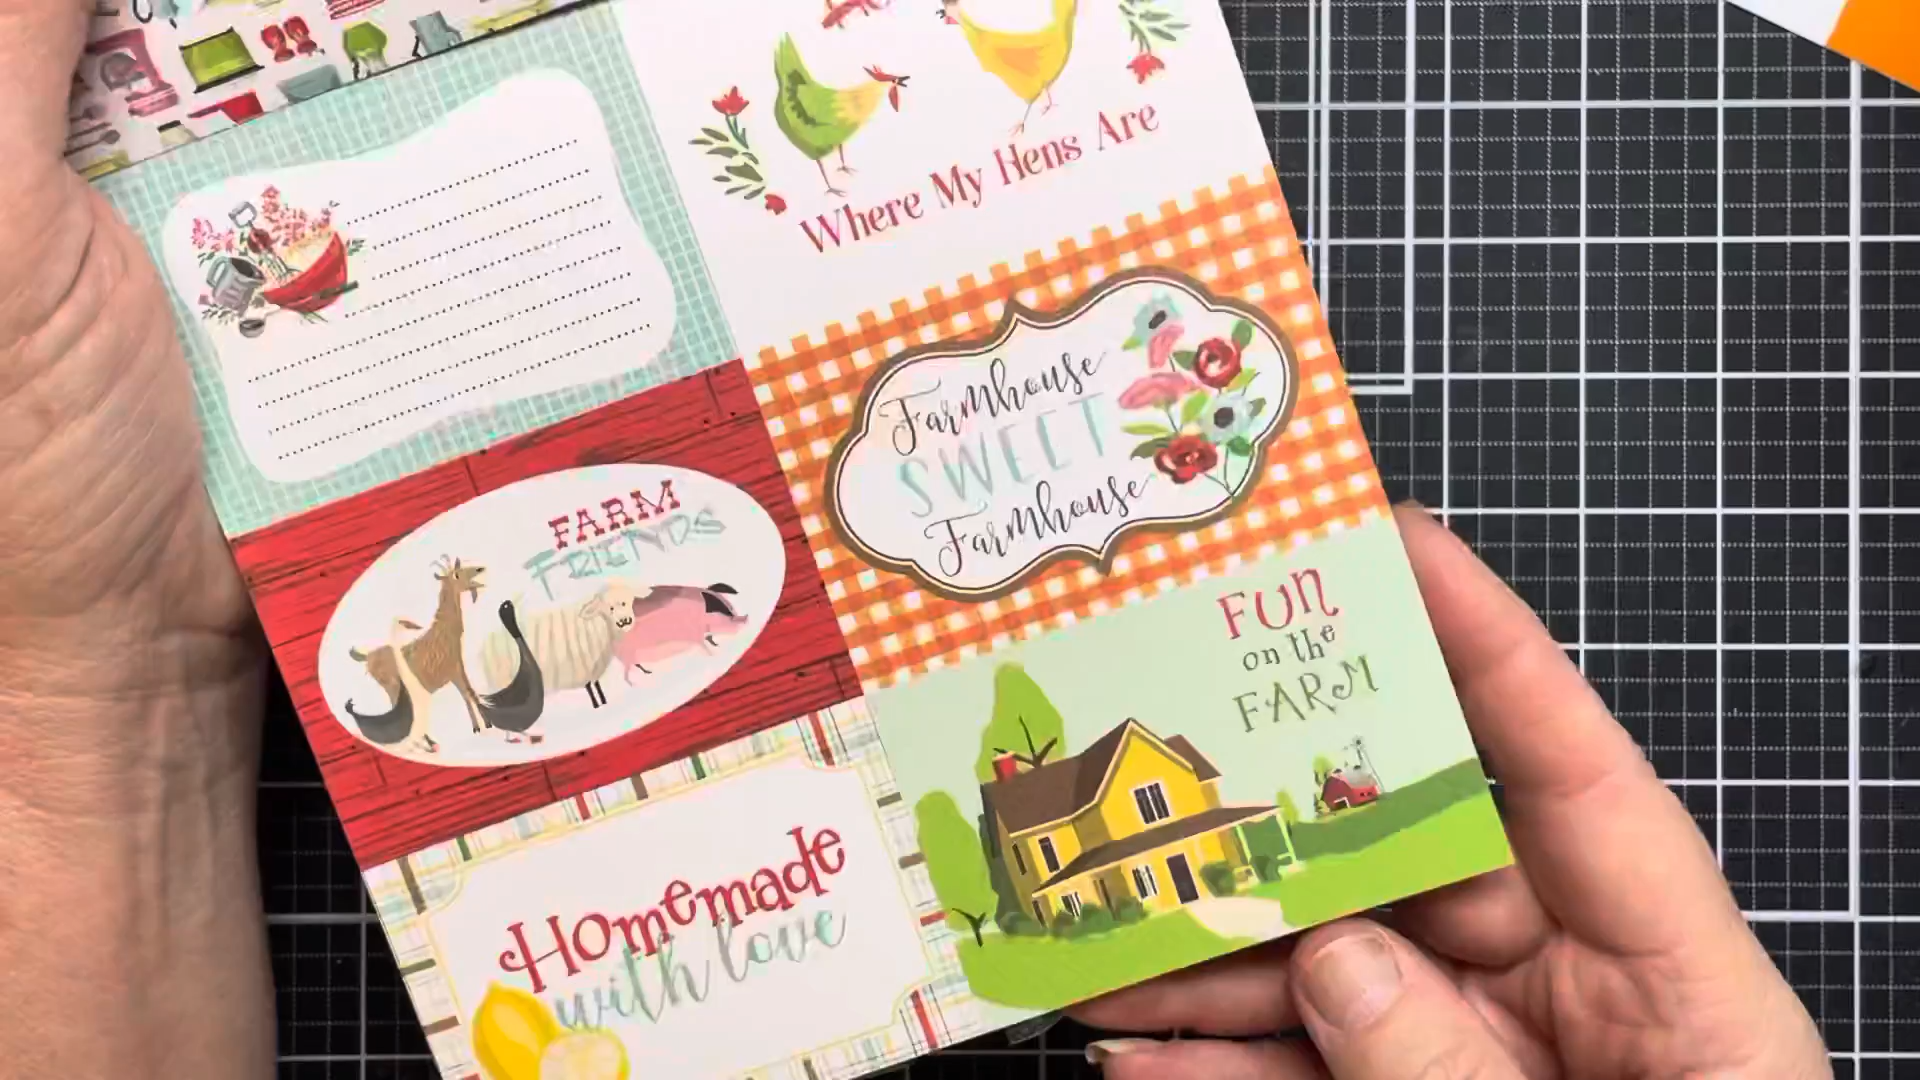 Where My Hens Are
Farmhouse
SWEET
Farmhouse
FARM
FRIENDS
FUN
on the
FARM
Homemade
with love